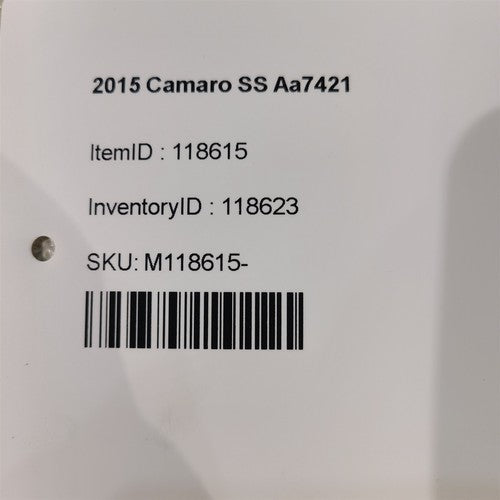 2015 Camaro SS Aa7421
ItemID : 118615
InventoryID : 118623
SKU: M118615-